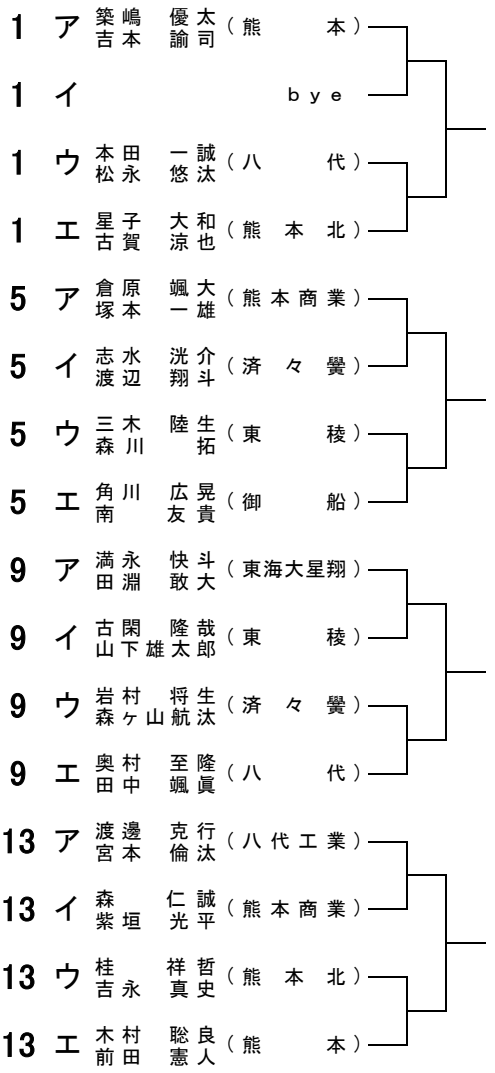 1 ア 築嶋 優太 (熊 本)
吉本 諭司
1 イ bye
1 ウ 本田 一誠 (八 代)
松永 悠汰
1 エ 星子 大和 (熊 本 北)
古賀 涼也
5 ア 倉原 颯大 (熊本商業)
塚本 一雄
5 イ 志水 洸介 (済 々 黌)
渡辺 翔斗
5 ウ 三木 陸生 (東 稜)
森川 拓
5 エ 角川 広晃 (御 船)
南 友貴
9 ア 満永 快斗 (東海大星翔)
田淵 敢大
9 イ 古閑 隆哉 (東 稜)
山下雄太郎
9 ウ 岩村 将生 (済 々 黌)
森ヶ山航汰
9 エ 奥村 至隆 (八 代)
田中 颯眞
13 ア 渡邊 克行 (八代工業)
宮本 倫汰
13 イ 森 仁誠 (熊本商業)
紫垣 光平
13 ウ 桂 祥哲 (熊 本 北)
吉永 真史
13 エ 木村 聡良 (熊 本)
前田 憲人